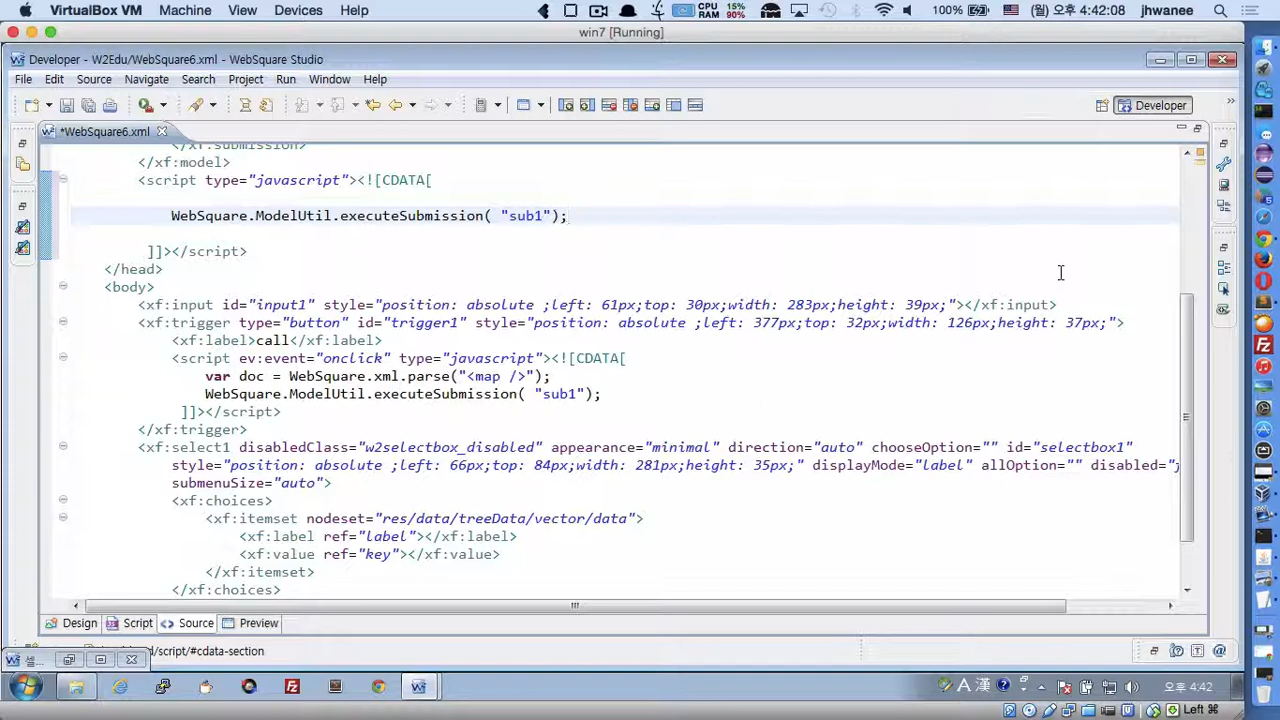 VirtualBox VM Machine View Devices Help
CPU 15%
RAM 90%
100% (월) 오후 4:42:08 jhwanee
win7 [Running]
Developer - W2Edu/WebSquare6.xml - WebSquare Studio
File Edit Source Navigate Search Project Run Window Help
Developer
*WebSquare6.xml
</xf:submission>
</xf:model>
<script type="javascript"><![CDATA[
WebSquare.ModelUtil.executeSubmission( "sub1");
]]></script>
</head>
<body>
<xf:input id="input1" style="position: absolute ;left: 61px;top: 30px;width: 283px;height: 39px;"></xf:input>
<xf:trigger type="button" id="trigger1" style="position: absolute ;left: 377px;top: 32px;width: 126px;height: 37px;">
<xf:label>call</xf:label>
<script ev:event="onclick" type="javascript"><![CDATA[
var doc = WebSquare.xml.parse("<map />");
WebSquare.ModelUtil.executeSubmission( "sub1");
]]></script>
</xf:trigger>
<xf:select1 disabledClass="w2selectbox_disabled" appearance="minimal" direction="auto" chooseOption="" id="selectbox1"
style="position: absolute ;left: 66px;top: 84px;width: 281px;height: 35px;" displayMode="label" allOption="" disabled="
submenuSize="auto">
<xf:choices>
<xf:itemset nodeset="res/data/treeData/vector/data">
<xf:label ref="label"></xf:label>
<xf:value ref="key"></xf:value>
</xf:itemset>
</xf:choices>
Design Script Source Preview
/script/#cdata-section
A 漢 오후 4:42
Left ⌘